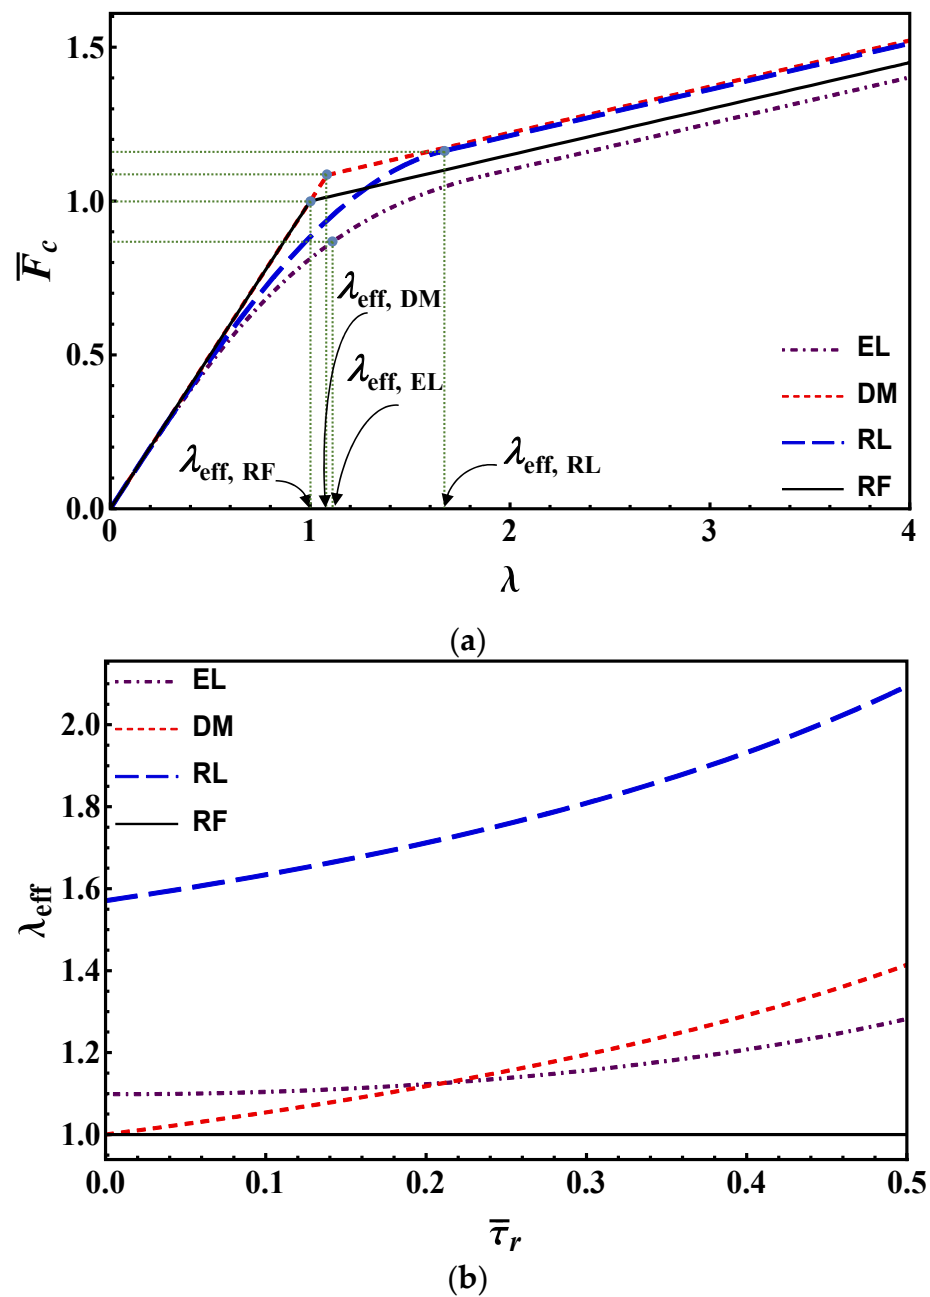 1.5
1.0
0.5
0.0
F̅c
λeff, DM
λeff, EL
λeff, RF
λeff, RL
EL
DM
RL
RF
0 1 2 3 4
λ
(a)
EL
DM
RL
RF
2.0
1.8
1.6
1.4
1.2
1.0
λeff
0.0 0.1 0.2 0.3 0.4 0.5
τ̅r
(b)